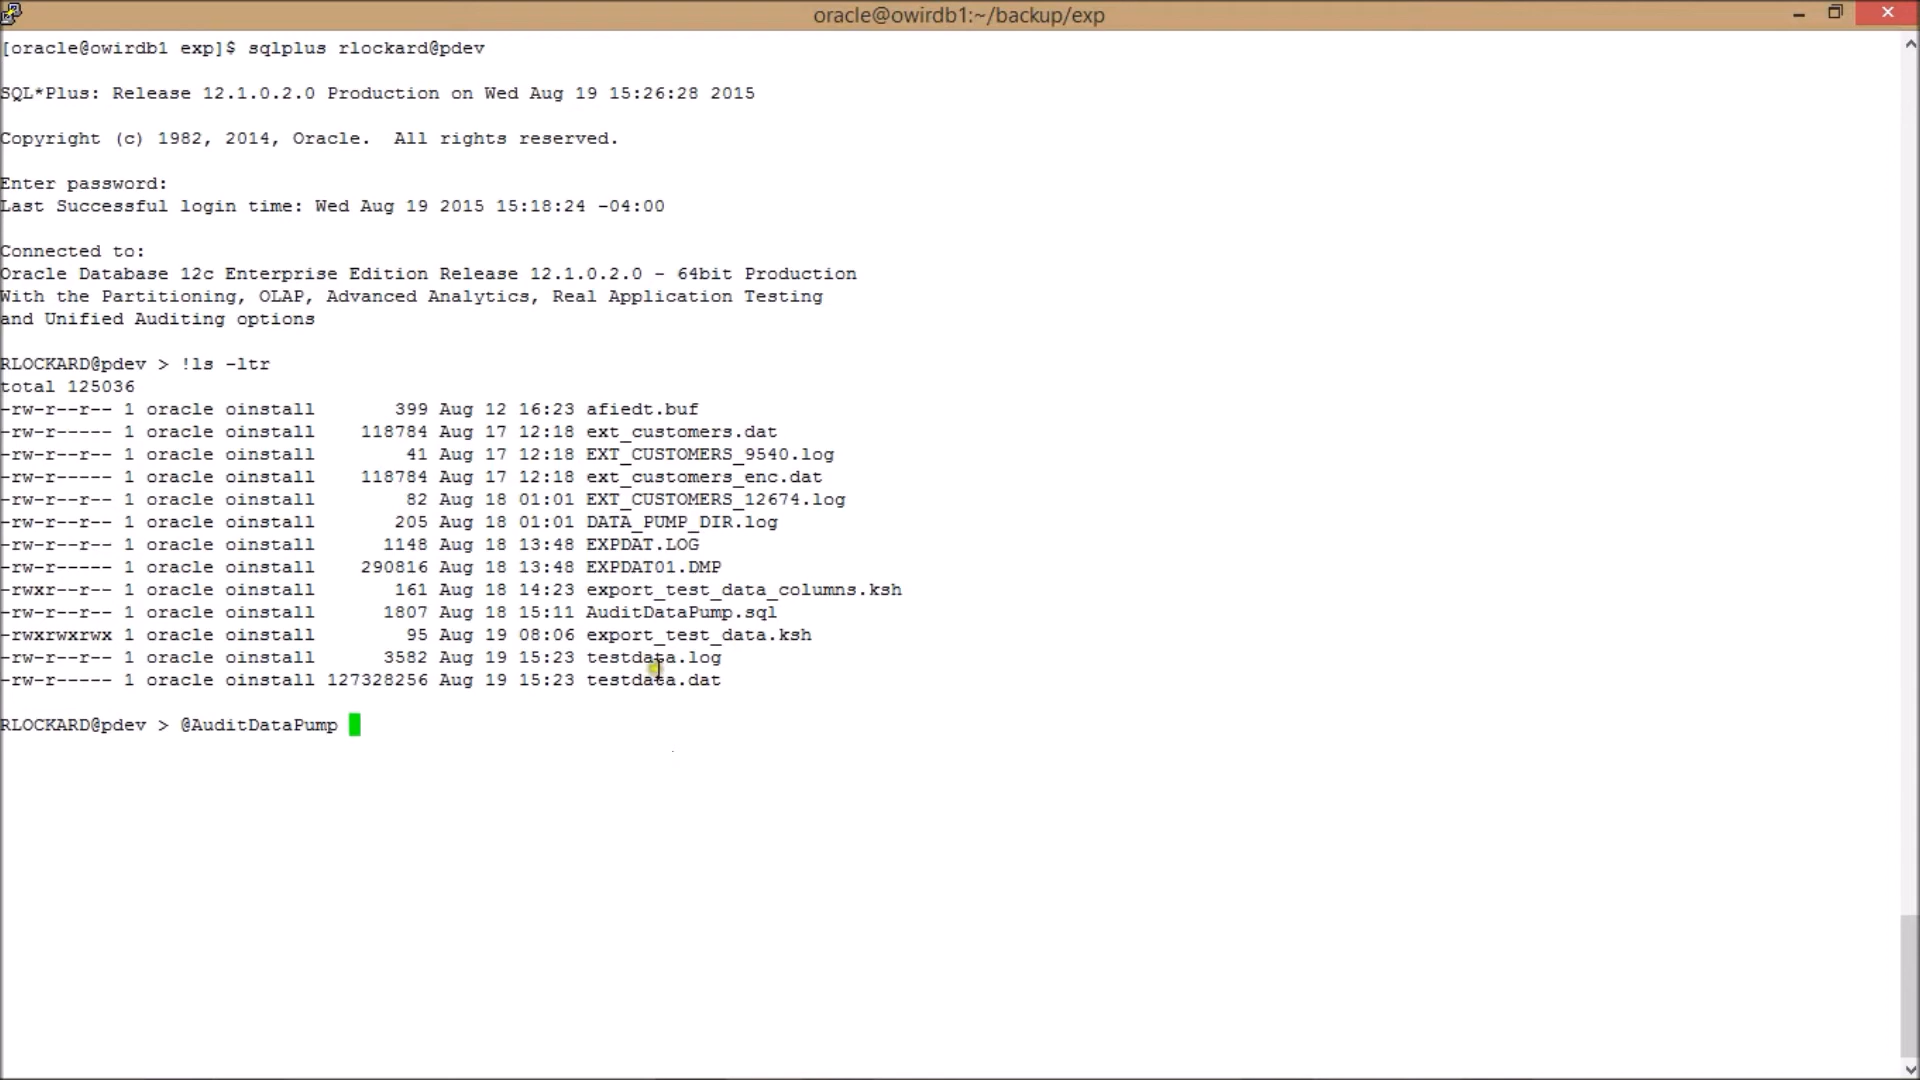 oracle@owirdb1:~/backup/exp
[oracle@owirdb1 exp]$ sqlplus rlockard@pdev
SQL*Plus: Release 12.1.0.2.0 Production on Wed Aug 19 15:26:28 2015
Copyright (c) 1982, 2014, Oracle.  All rights reserved.
Enter password:
Last Successful login time: Wed Aug 19 2015 15:18:24 -04:00
Connected to:
Oracle Database 12c Enterprise Edition Release 12.1.0.2.0 - 64bit Production
With the Partitioning, OLAP, Advanced Analytics, Real Application Testing
and Unified Auditing options
RLOCKARD@pdev > !ls -ltr
total 125036
-rw-r--r-- 1 oracle oinstall       399 Aug 12 16:23 afiedt.buf
-rw-r----- 1 oracle oinstall    118784 Aug 17 12:18 ext_customers.dat
-rw-r--r-- 1 oracle oinstall        41 Aug 17 12:18 EXT_CUSTOMERS_9540.log
-rw-r----- 1 oracle oinstall    118784 Aug 17 12:18 ext_customers_enc.dat
-rw-r--r-- 1 oracle oinstall        82 Aug 18 01:01 EXT_CUSTOMERS_12674.log
-rw-r--r-- 1 oracle oinstall       205 Aug 18 01:01 DATA_PUMP_DIR.log
-rw-r--r-- 1 oracle oinstall      1148 Aug 18 13:48 EXPDAT.LOG
-rw-r----- 1 oracle oinstall    290816 Aug 18 13:48 EXPDAT01.DMP
-rwxr--r-- 1 oracle oinstall       161 Aug 18 14:23 export_test_data_columns.ksh
-rw-r--r-- 1 oracle oinstall      1807 Aug 18 15:11 AuditDataPump.sql
-rwxrwxrwx 1 oracle oinstall        95 Aug 19 08:06 export_test_data.ksh
-rw-r--r-- 1 oracle oinstall      3582 Aug 19 15:23 testdata.log
-rw-r----- 1 oracle oinstall 127328256 Aug 19 15:23 testdata.dat
RLOCKARD@pdev > @AuditDataPump